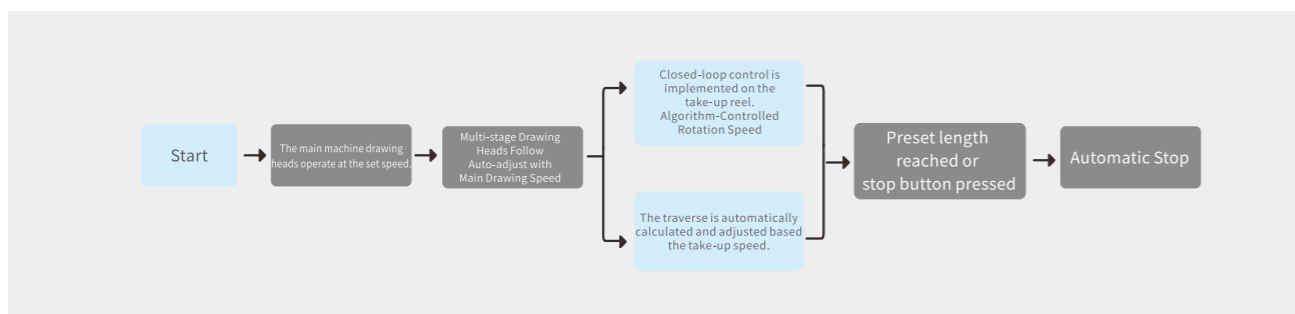 Start
The main machine drawing
heads operate at the set speed.
Multi-stage Drawing
Heads Follow
Auto-adjust with
Main Drawing Speed
Closed-loop control is
implemented on the
take-up reel.
Algorithm-Controlled
Rotation Speed
The traverse is automatically
calculated and adjusted based
the take-up speed.
Preset length
reached or
stop button pressed
Automatic Stop